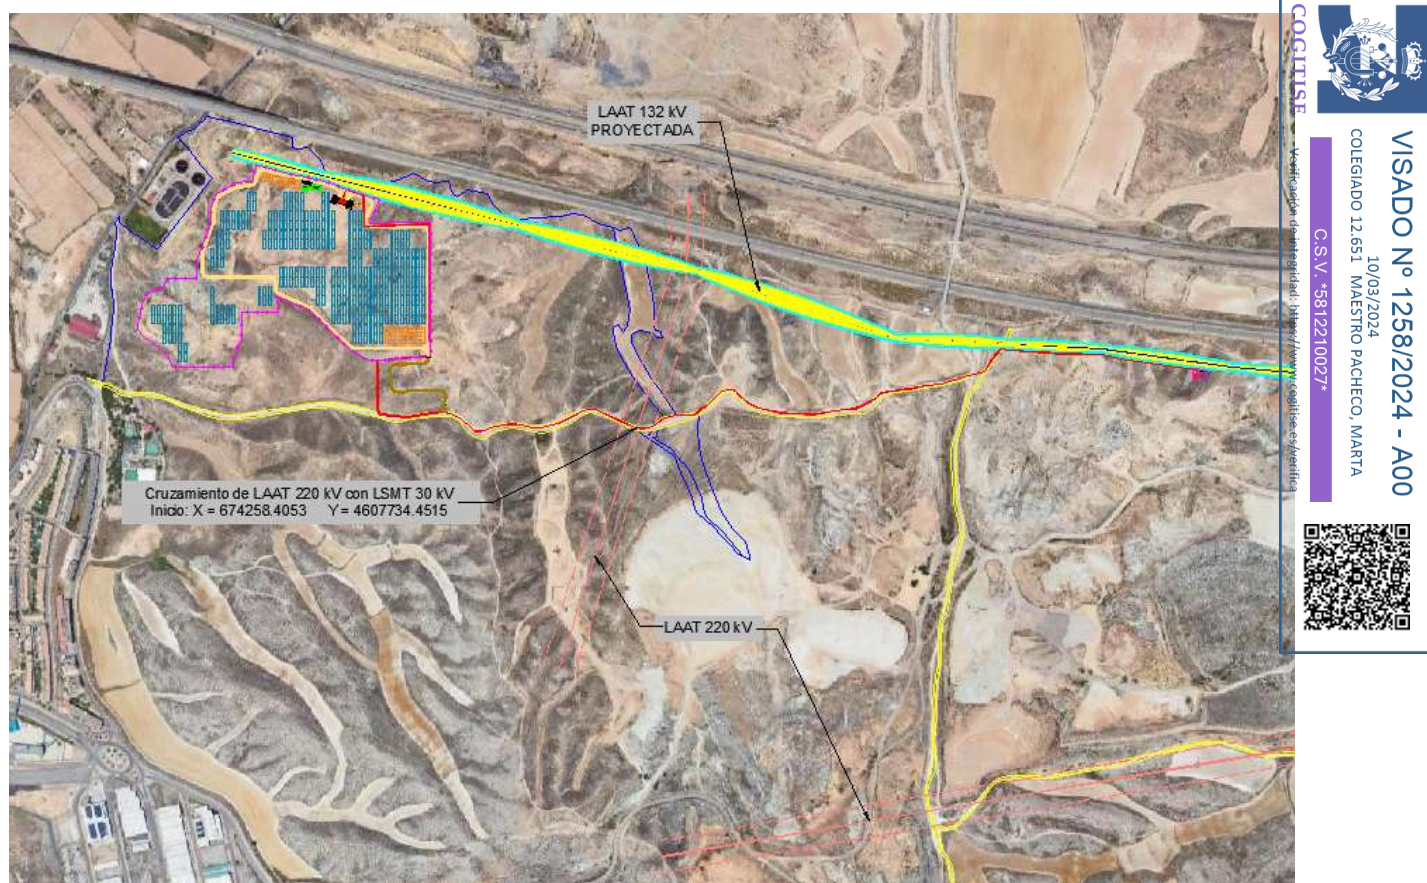 LAAT 132 kV
PROYECTADA
Cruzamiento de LAAT 220 kV con LSMT 30 kV
Inicio: X = 674258.4053 Y = 4607734.4515
LAAT 220 kV
COGITISE
VISADO Nº 1258/2024 - A00
10/03/2024
COLEGIADO 12.651 MAESTRO PACHECO, MARTA
C.S.V. *5812210027*
Verificación de integridad: https://www.cogitise.es/verifica